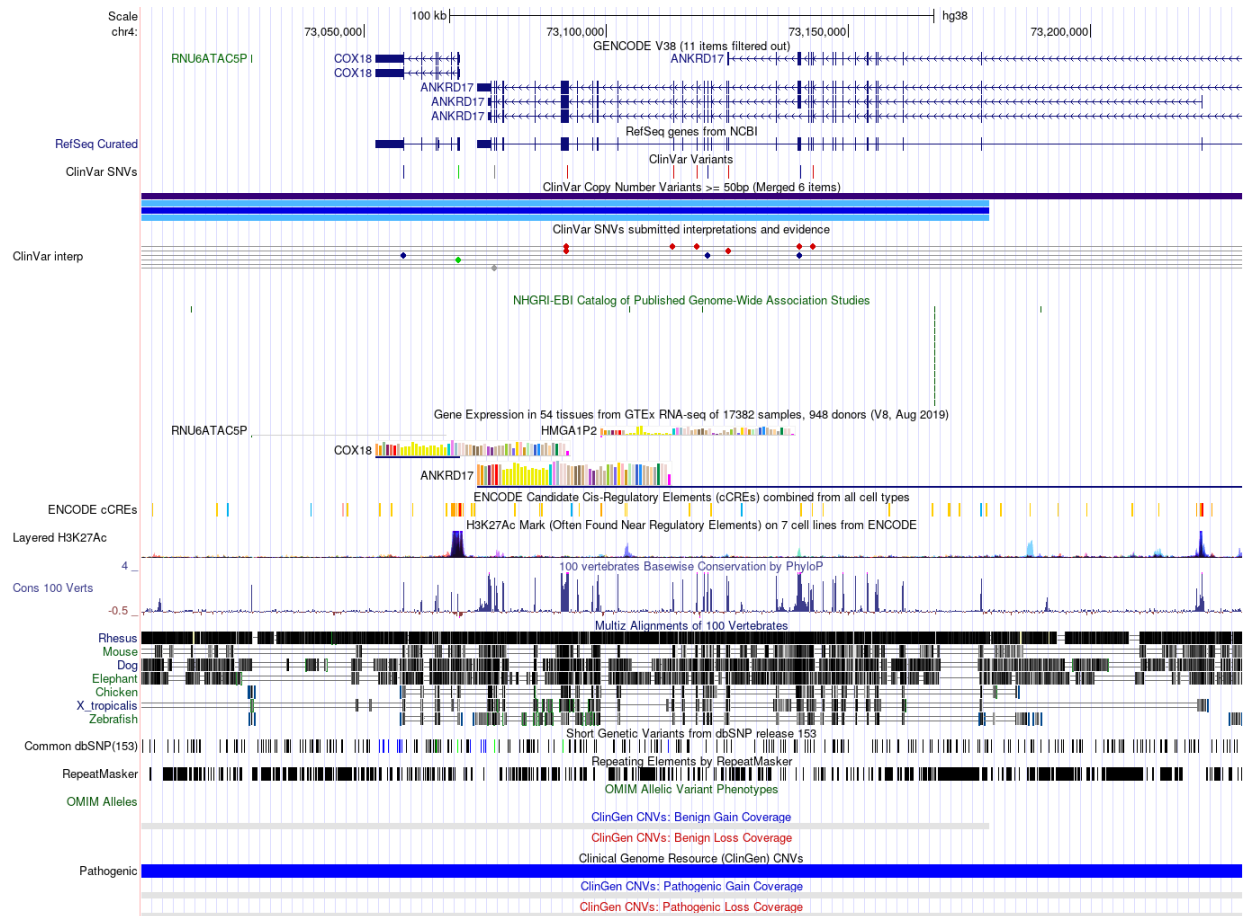 Scale 100 kb hg38
chr4: 73,050,000 73,100,000 73,150,000 73,200,000
GENCODE V38 (11 items filtered out)
RNU6ATAC5P COX18 ANKRD17
COX18
ANKRD17
ANKRD17
ANKRD17
RefSeq genes from NCBI
RefSeq Curated
ClinVar Variants
ClinVar SNVs
ClinVar Copy Number Variants >= 50bp (Merged 6 items)
ClinVar SNVs submitted interpretations and evidence
ClinVar interp
NHGRI-EBI Catalog of Published Genome-Wide Association Studies
Gene Expression in 54 tissues from GTEx RNA-seq of 17382 samples, 948 donors (V8, Aug 2019)
RNU6ATAC5P HMGA1P2
COX18
ANKRD17
ENCODE Candidate Cis-Regulatory Elements (cCREs) combined from all cell types
ENCODE cCREs
H3K27Ac Mark (Often Found Near Regulatory Elements) on 7 cell lines from ENCODE
Layered H3K27Ac
4 _ 100 vertebrates Basewise Conservation by PhyloP
Cons 100 Verts
-0.5 _
Multiz Alignments of 100 Vertebrates
Rhesus
Mouse
Dog
Elephant
Chicken
X_tropicalis
Zebrafish
Short Genetic Variants from dbSNP release 153
Common dbSNP(153)
Repeating Elements by RepeatMasker
RepeatMasker
OMIM Allelic Variant Phenotypes
OMIM Alleles
ClinGen CNVs: Benign Gain Coverage
ClinGen CNVs: Benign Loss Coverage
Clinical Genome Resource (ClinGen) CNVs
Pathogenic
ClinGen CNVs: Pathogenic Gain Coverage
ClinGen CNVs: Pathogenic Loss Coverage